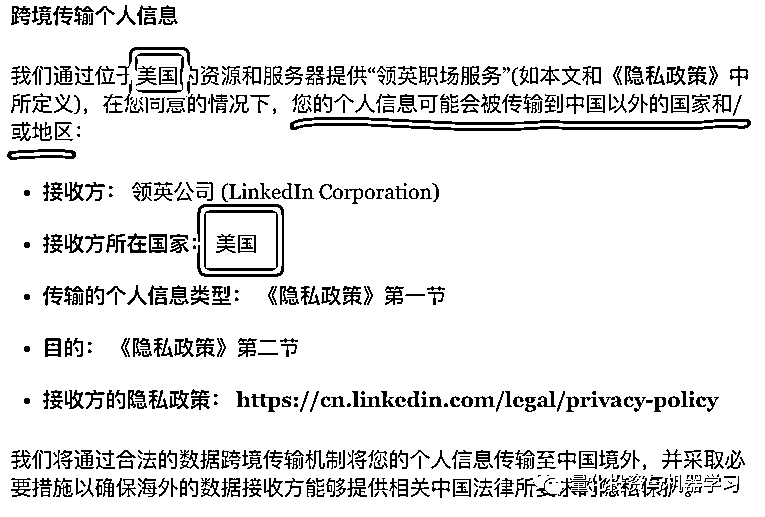 跨境传输个人信息
我们通过位于美国的资源和服务器提供“领英职场服务”(如本文和《隐私政策》中
所定义)，在您同意的情况下，您的个人信息可能会被传输到中国以外的国家和/
或地区：
• 接收方： 领英公司 (LinkedIn Corporation)
• 接收方所在国家： 美国
• 传输的个人信息类型： 《隐私政策》第一节
• 目的： 《隐私政策》第二节
• 接收方的隐私政策： https://cn.linkedin.com/legal/privacy-policy
我们将通过合法的数据跨境传输机制将您的个人信息传输至中国境外，并采取必
要措施以确保海外的数据接收方能够提供相关中国法律所要求的隐私保护。
量化投资与机器学习